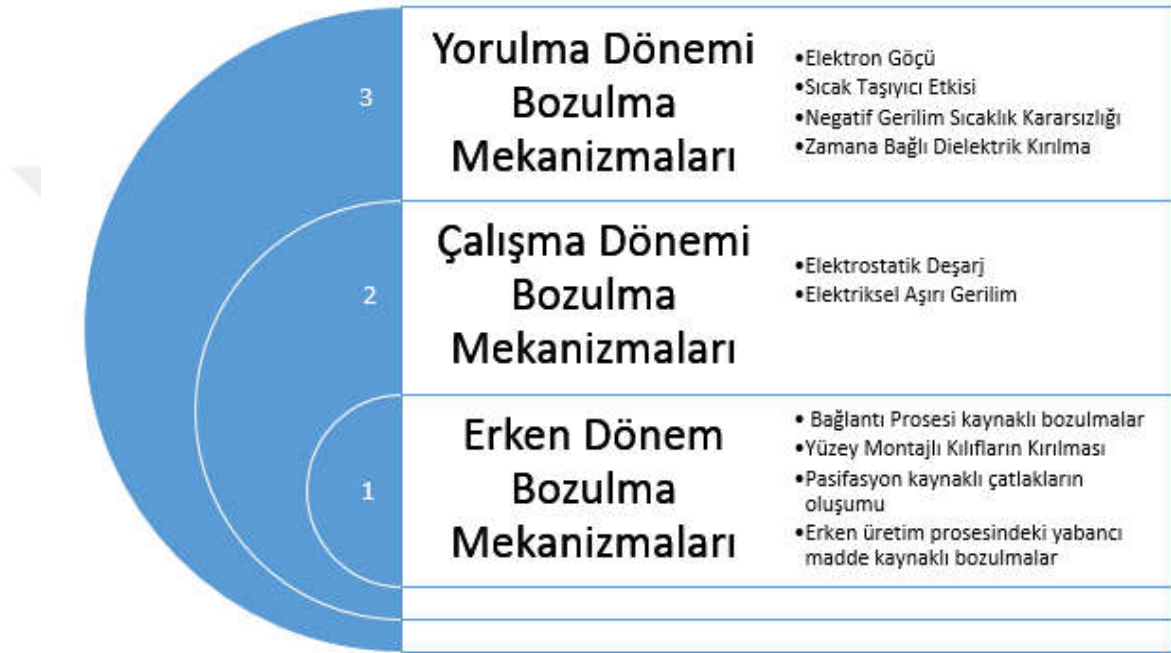 3
Yorulma Dönemi
Bozulma
Mekanizmaları
•Elektron Göçü
•Sıcak Taşıyıcı Etkisi
•Negatif Gerilim Sıcaklık Kararsızlığı
•Zamana Bağlı Dielektrik Kırılma
2
Çalışma Dönemi
Bozulma
Mekanizmaları
•Elektrostatik Deşarj
•Elektriksel Aşırı Gerilim
1
Erken Dönem
Bozulma
Mekanizmaları
• Bağlantı Prosesi kaynaklı bozulmalar
•Yüzey Montajlı Kılıfların Kırılması
•Pasifasyon kaynaklı çatlakların
oluşumu
•Erken üretim prosesindeki yabancı
madde kaynaklı bozulmalar